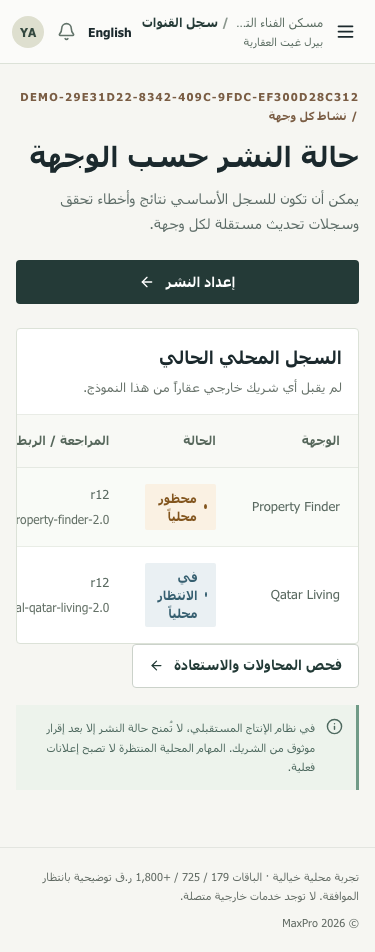 مسكن الفناء الت... / سجل القنوات English YA
بيرل غيت العقارية
DEMO-29E31D22-8342-409C-9FDC-EF300D28C312
/ نشاط كل وجهة
حالة النشر حسب الوجهة
يمكن أن تكون للسجل الأساسي نتائج وأخطاء تحقق
وسجلات تحديث مستقلة لكل وجهة.
إعداد النشر ←
السجل المحلي الحالي
لم يقبل أي شريك خارجي عقاراً من هذا النموذج.
الوجهة الحالة المراجعة / الربط
Property Finder
محظور
محلياً
r12
roperty-finder-2.0
Qatar Living
في
الانتظار
محلياً
r12
al-qatar-living-2.0
فحص المحاولات والاستعادة ←
في نظام الإنتاج المستقبلي، لا تُمنح حالة النشر إلا بعد إقرار
موثوق من الشريك. المهام المحلية المنتظرة لا تصبح إعلانات
فعلية.
تجربة محلية خيالية · الباقات 179 / 725 / +1,800 ر.ق توضيحية بانتظار
الموافقة. لا توجد خدمات خارجية متصلة.
© 2026 MaxPro